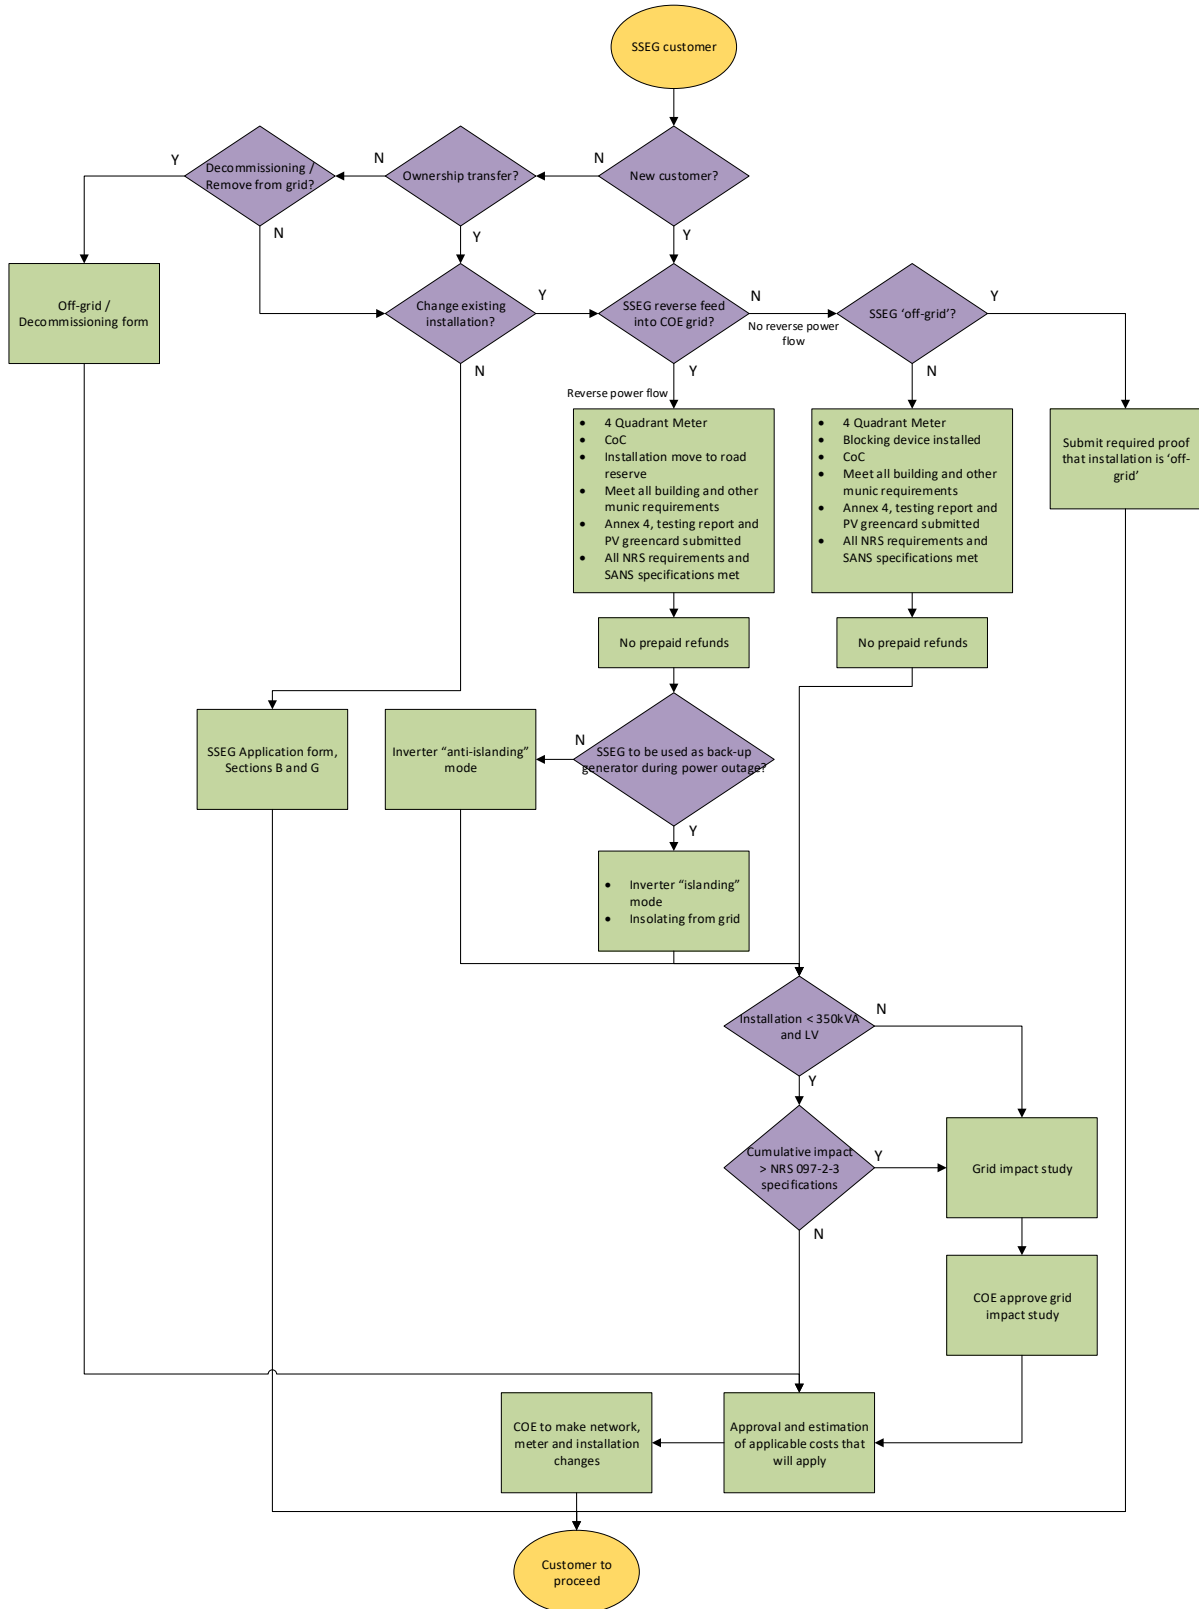 SSEG customer
Y
Decommissioning /
Remove from grid?
N
Ownership transfer?
N
New customer?
N
Y
Y
Off-grid /
Decommissioning form
Change existing
installation?
Y
SSEG reverse feed
into COE grid?
N
No reverse power
flow
SSEG ‘off-grid’?
Y
N
Y
N
Reverse power flow
• 4 Quadrant Meter
• CoC
• Installation move to road
reserve
• Meet all building and other
munic requirements
• Annex 4, testing report and
PV greencard submitted
• All NRS requirements and
SANS specifications met
• 4 Quadrant Meter
• Blocking device installed
• CoC
• Meet all building and other
munic requirements
• Annex 4, testing report and
PV greencard submitted
• All NRS requirements and
SANS specifications met
Submit required proof
that installation is ‘off-
grid’
No prepaid refunds
No prepaid refunds
SSEG Application form,
Sections B and G
Inverter “anti-islanding”
mode
N
SSEG to be used as back-up
generator during power outage?
Y
• Inverter “islanding”
mode
• Insolating from grid
Installation < 350kVA
and LV
N
Y
Cumulative impact
> NRS 097-2-3
specifications
Y
N
Grid impact study
COE approve grid
impact study
COE to make network,
meter and installation
changes
Approval and estimation
of applicable costs that
will apply
Customer to
proceed